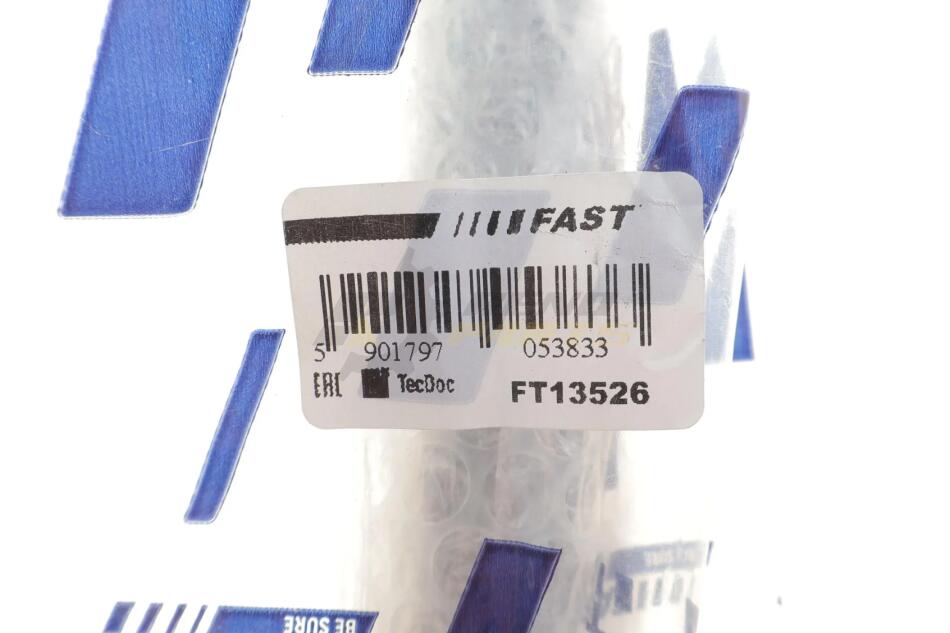 FAST
5 901797 053833
EAC TecDoc FT13526
BE SURE